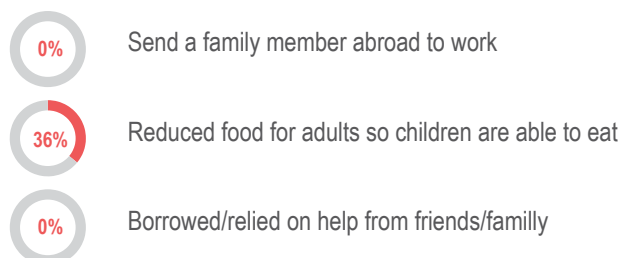 0% Send a family member abroad to work
36% Reduced food for adults so children are able to eat
0% Borrowed/relied on help from friends/familly